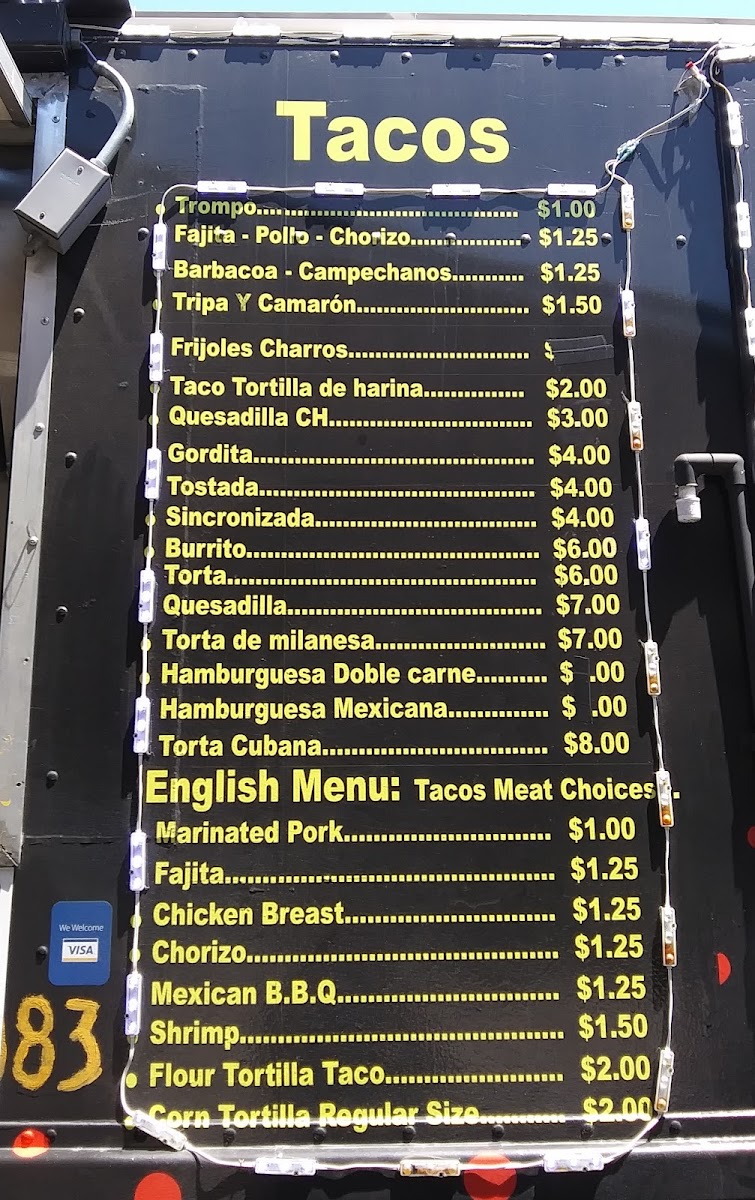 Tacos
Trompo.................................... $1.00
Fajita - Pollo - Chorizo................ $1.25
Barbacoa - Campechanos........... $1.25
Tripa Y Camarón......................... $1.50
Frijoles Charros.......................... $
Taco Tortilla de harina............... $2.00
Quesadilla CH............................. $3.00
Gordita........................................ $4.00
Tostada....................................... $4.00
Sincronizada............................... $4.00
Burrito......................................... $6.00
Torta............................................ $6.00
Quesadilla.................................... $7.00
Torta de milanesa........................ $7.00
Hamburguesa Doble carne.......... $ .00
Hamburguesa Mexicana.............. $ .00
Torta Cubana................................ $8.00
English Menu: Tacos Meat Choices .
Marinated Pork........................... $1.00
Fajita............................................ $1.25
Chicken Breast............................ $1.25
Chorizo......................................... $1.25
Mexican B.B.Q............................. $1.25
Shrimp.......................................... $1.50
Flour Tortilla Taco....................... $2.00
Corn Tortilla Regular Size........... $2.00
We Welcome
VISA
83